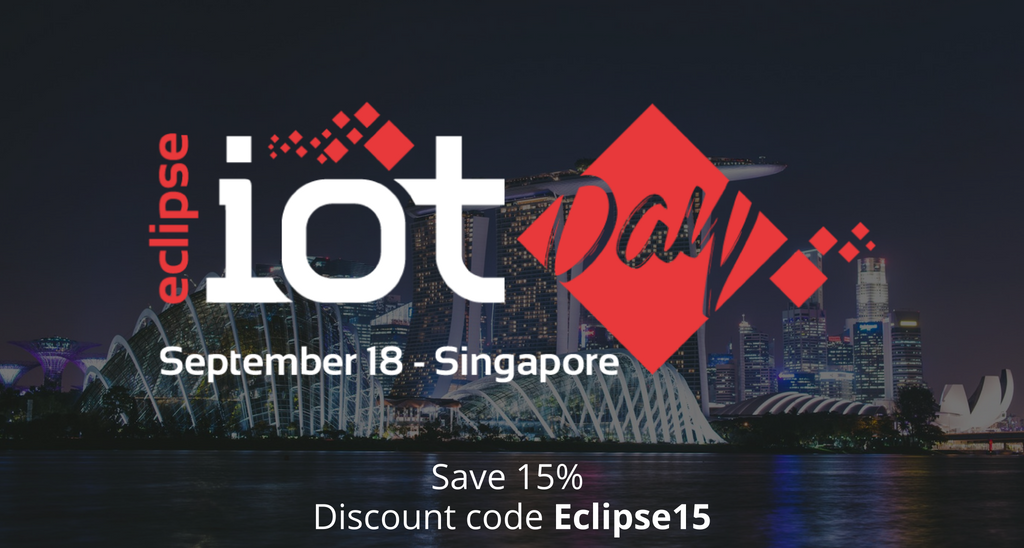 eclipse
iot Day
September 18 - Singapore
Save 15%
Discount code Eclipse15